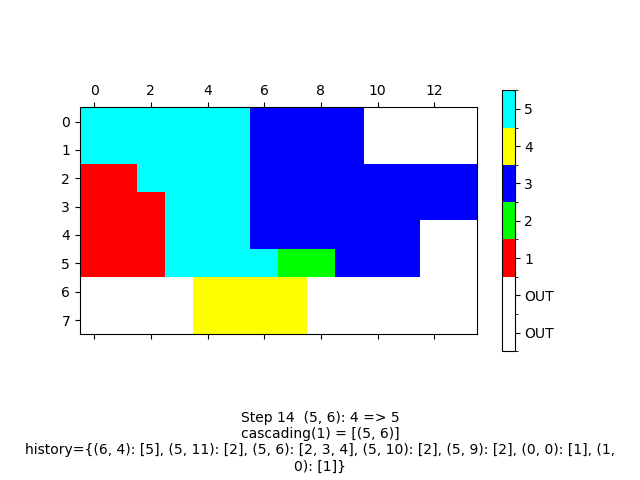 0 2 4 6 8 10 12
0
1
2
3
4
5
6
7
5
4
3
2
1
OUT
OUT
Step 14  (5, 6): 4 => 5
cascading(1) = [(5, 6)]
history={(6, 4): [5], (5, 11): [2], (5, 6): [2, 3, 4], (5, 10): [2], (5, 9): [2], (0, 0): [1], (1,
0): [1]}